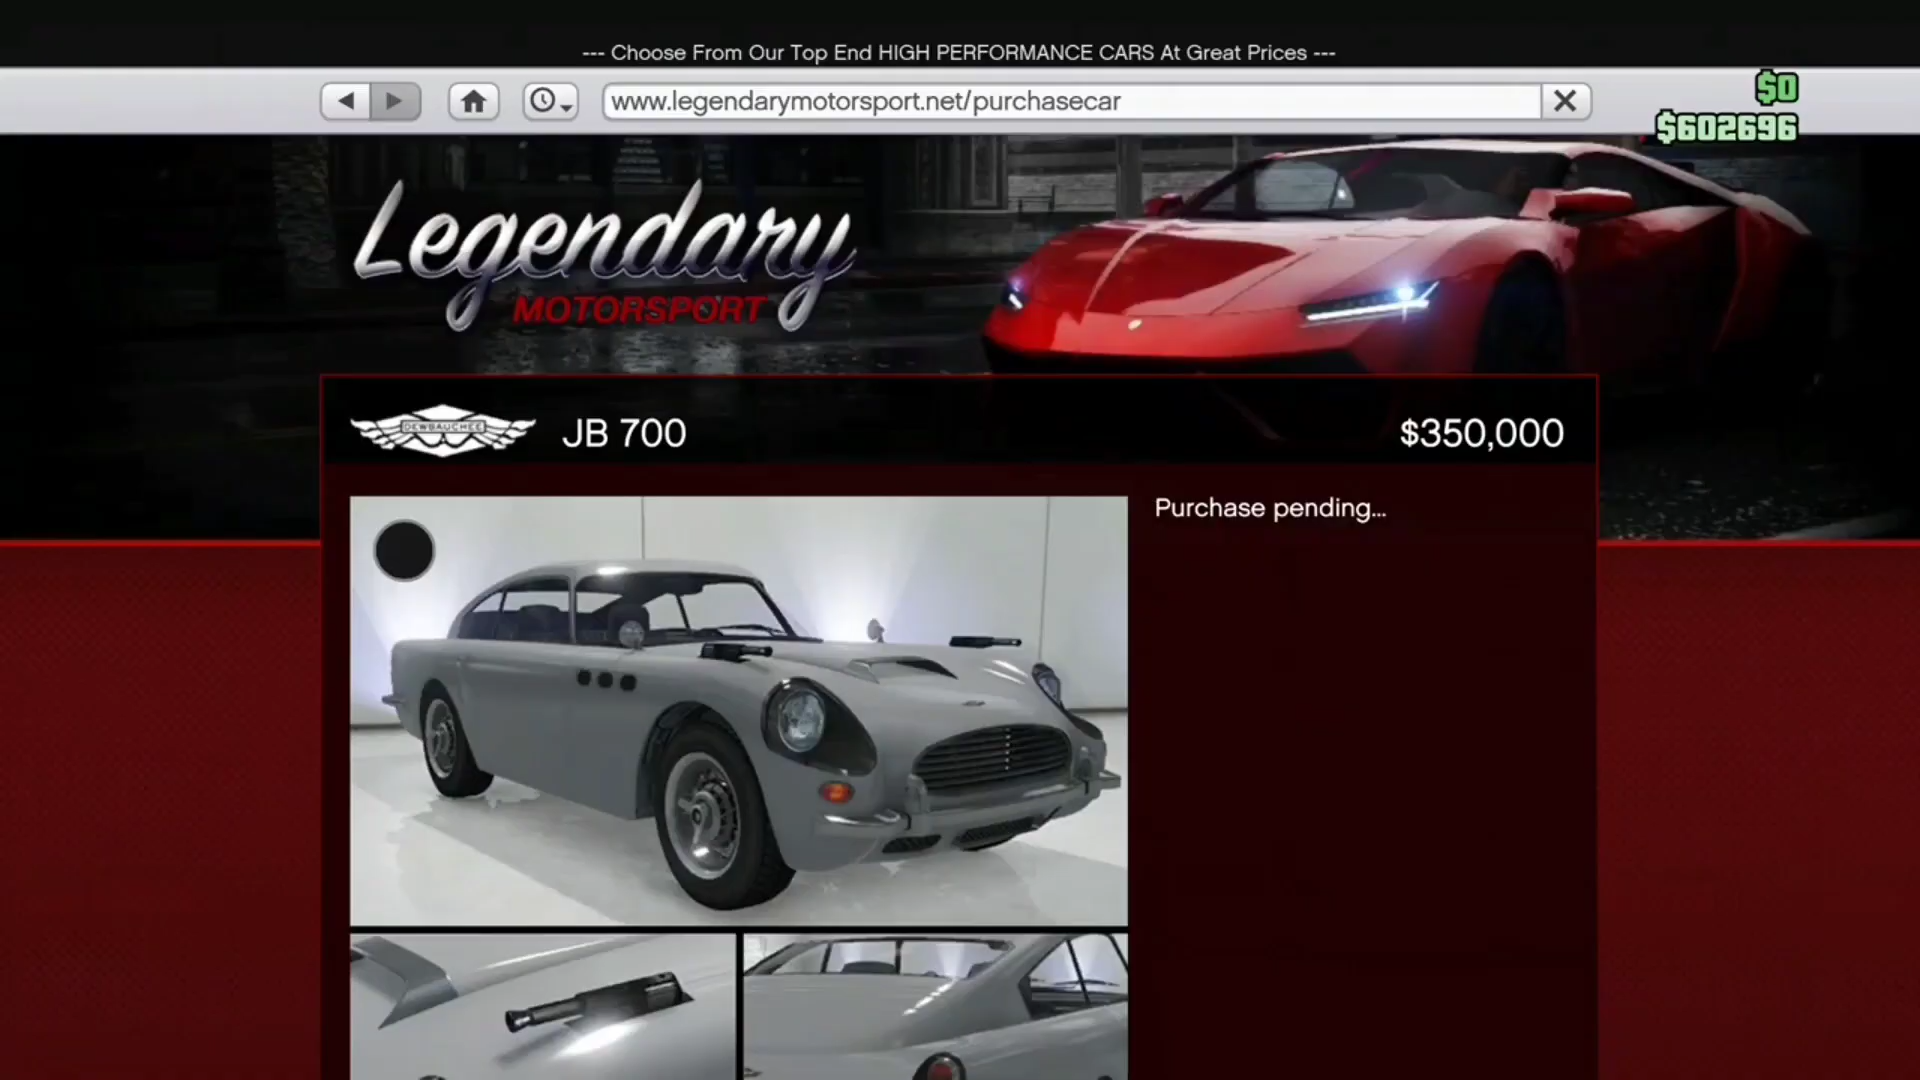 --- Choose From Our Top End HIGH PERFORMANCE CARS At Great Prices ---
www.legendarymotorsport.net/purchasecar
$0
$602696
Legendary
MOTORSPORT
DEWBAUCHEE
JB 700
$350,000
Purchase pending...